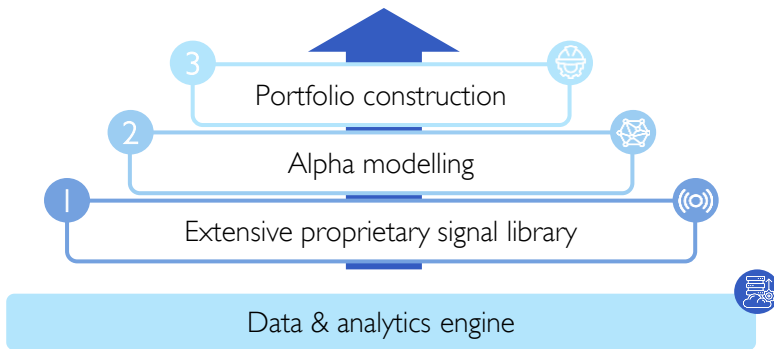 3
Portfolio construction
2
Alpha modelling
1
Extensive proprietary signal library
Data & analytics engine